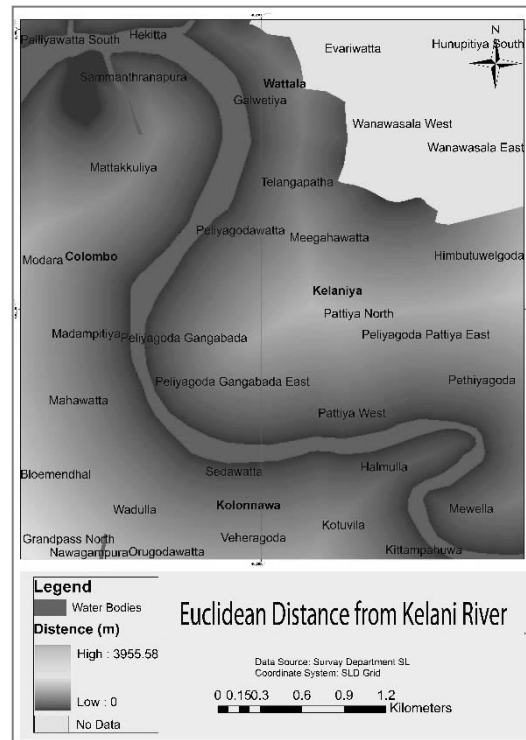 Hekitta
N
Palliyawatta South
Evariwatta
Hunupitiya South
Sammanthranapura
Wattala
Galwetiya
Wanawasala West
Wanawasala East
Mattakkuliya
Telangapatha
Peliyagodawatta
Meegahawatta
Modara
Colombo
Himbutuwelgoda
Kelaniya
Pattiya North
Madampitiya
Peliyagoda Gangabada
Peliyagoda Pattiya East
Peliyagoda Gangabada East
Pethiyagoda
Mahawatta
Pattiya West
Bloemendhal
Sedawatta
Halmulla
Wadulla
Kolonnawa
Mewella
Kotuvila
Grandpass North
Veheragoda
Nawagampura
Orugodawatta
Kittampahuwa
Legend
Water Bodies
Distence (m)
High : 3955.58
Low : 0
No Data
Euclidean Distance from Kelani River
Data Source: Survay Department SL
Coordinate System: SLD Grid
0 0.15 0.3 0.6 0.9 1.2
Kilometers